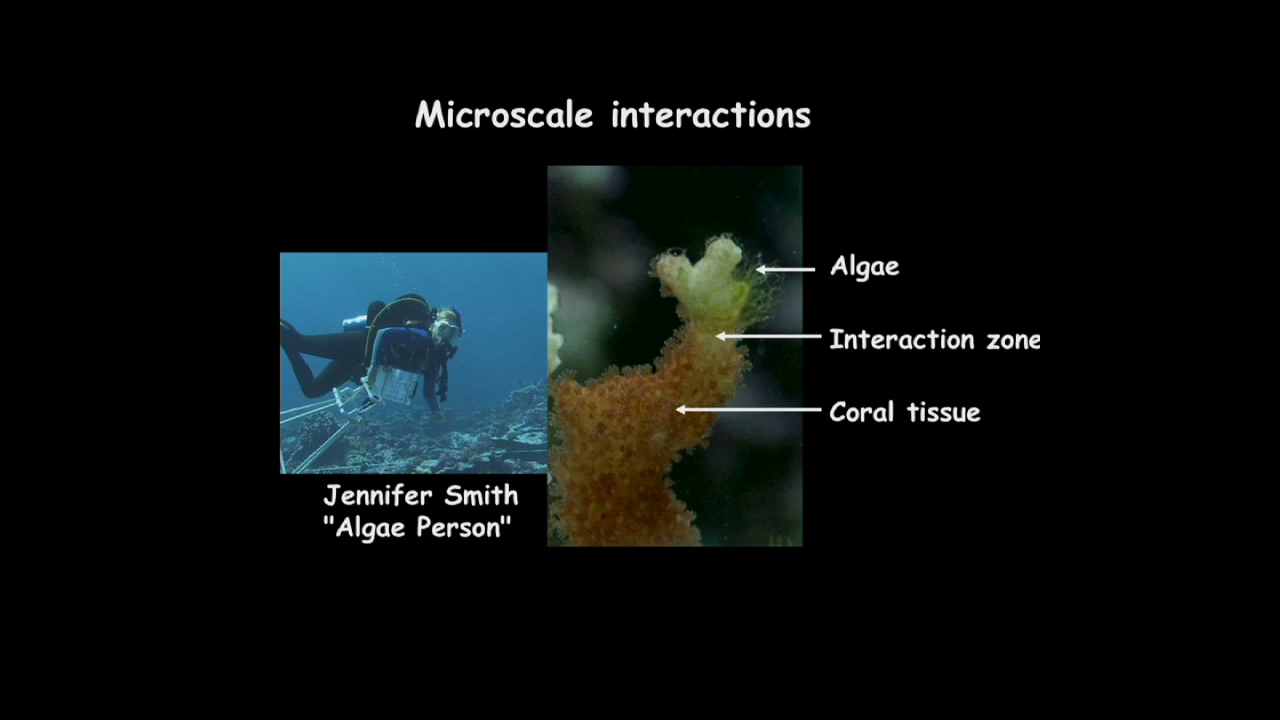 Microscale interactions
Algae
Interaction zone
Coral tissue
Jennifer Smith
"Algae Person"